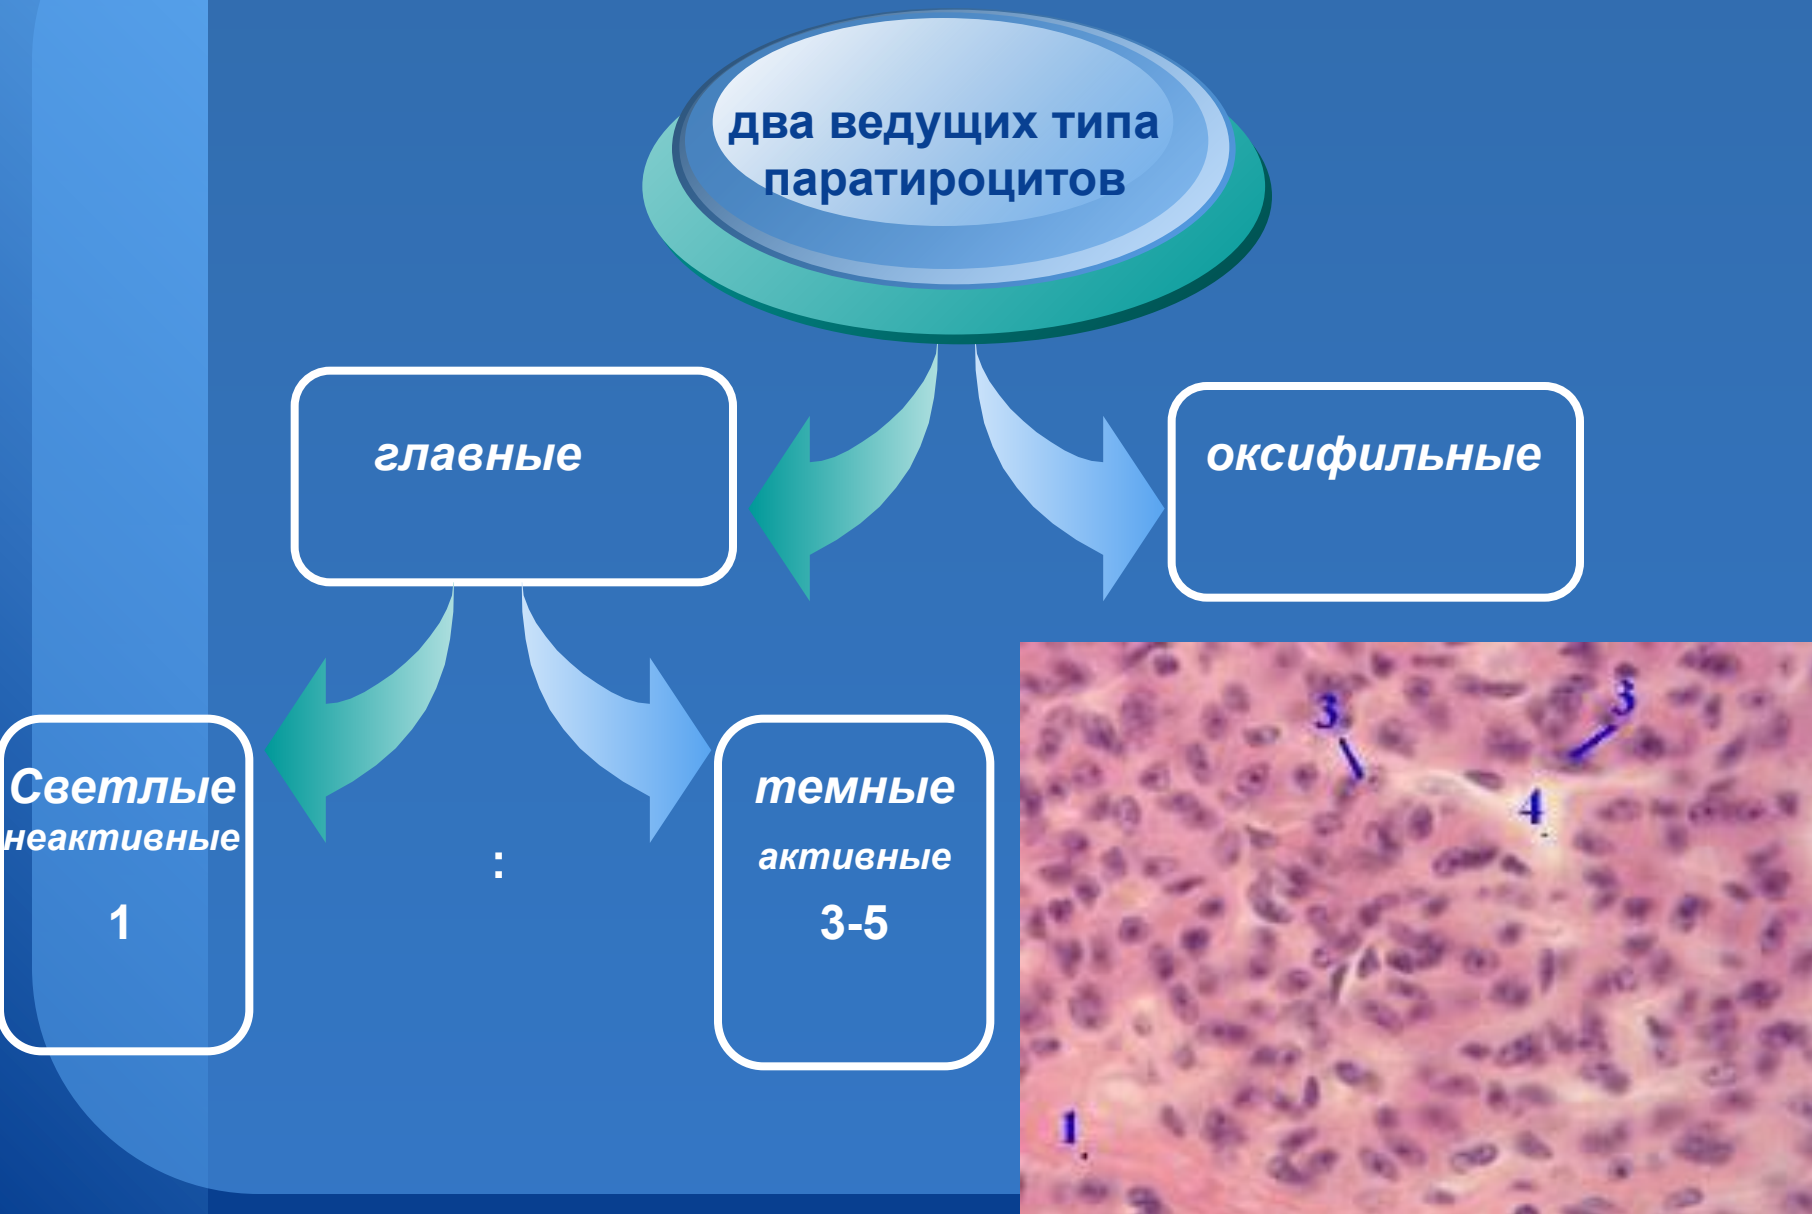 два ведущих типа
паратироцитов
главные
оксифильные
Светлые
неактивные
1
:
темные
активные
3-5
3
3
4
1